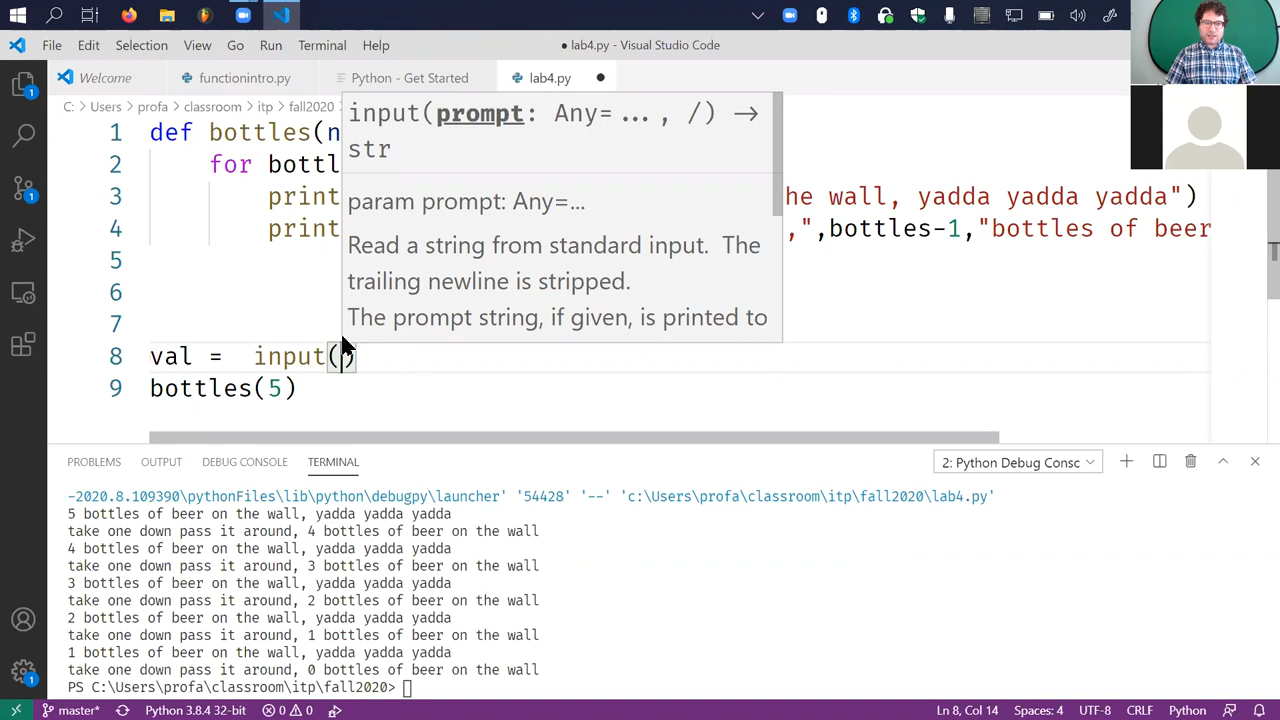 File Edit Selection View Go Run Terminal Help
● lab4.py - Visual Studio Code
Welcome functionintro.py Python - Get Started lab4.py ●
C: > Users > profa > classroom > itp > fall2020
input(prompt: Any=..., /) →
str
param prompt: Any=...
Read a string from standard input. The
trailing newline is stripped.
The prompt string, if given, is printed to
1 def bottles(n
2 for bottl
3 print he wall, yadda yadda yadda")
4 print ,",bottles-1,"bottles of beer
5
6
7
8 val = input()
9 bottles(5)
PROBLEMS OUTPUT DEBUG CONSOLE TERMINAL
2: Python Debug Consc
-2020.8.109390\pythonFiles\lib\python\debugpy\launcher' '54428' '--' 'c:\Users\profa\classroom\itp\fall2020\lab4.py'
5 bottles of beer on the wall, yadda yadda yadda
take one down pass it around, 4 bottles of beer on the wall
4 bottles of beer on the wall, yadda yadda yadda
take one down pass it around, 3 bottles of beer on the wall
3 bottles of beer on the wall, yadda yadda yadda
take one down pass it around, 2 bottles of beer on the wall
2 bottles of beer on the wall, yadda yadda yadda
take one down pass it around, 1 bottles of beer on the wall
1 bottles of beer on the wall, yadda yadda yadda
take one down pass it around, 0 bottles of beer on the wall
PS C:\Users\profa\classroom\itp\fall2020>
master* Python 3.8.4 32-bit 0 0 Ln 8, Col 14 Spaces: 4 UTF-8 CRLF Python